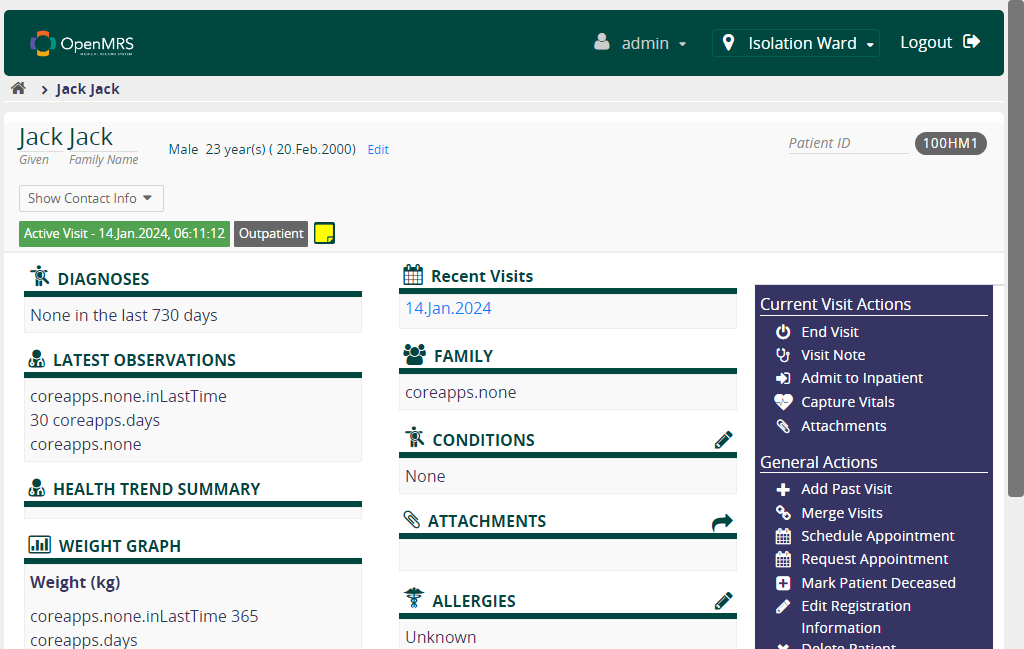 OpenMRS
MEDICAL RECORD SYSTEM
admin
Isolation Ward
Logout
Jack Jack
Jack Jack
Given Family Name
Male 23 year(s) ( 20.Feb.2000) Edit
Patient ID 100HM1
Show Contact Info
Active Visit - 14.Jan.2024, 06:11:12 Outpatient
DIAGNOSES
None in the last 730 days
LATEST OBSERVATIONS
coreapps.none.inLastTime
30 coreapps.days
coreapps.none
HEALTH TREND SUMMARY
WEIGHT GRAPH
Weight (kg)
coreapps.none.inLastTime 365
coreapps.days
Recent Visits
14.Jan.2024
FAMILY
coreapps.none
CONDITIONS
None
ATTACHMENTS
ALLERGIES
Unknown
Current Visit Actions
End Visit
Visit Note
Admit to Inpatient
Capture Vitals
Attachments
General Actions
Add Past Visit
Merge Visits
Schedule Appointment
Request Appointment
Mark Patient Deceased
Edit Registration
Information
Delete Patient